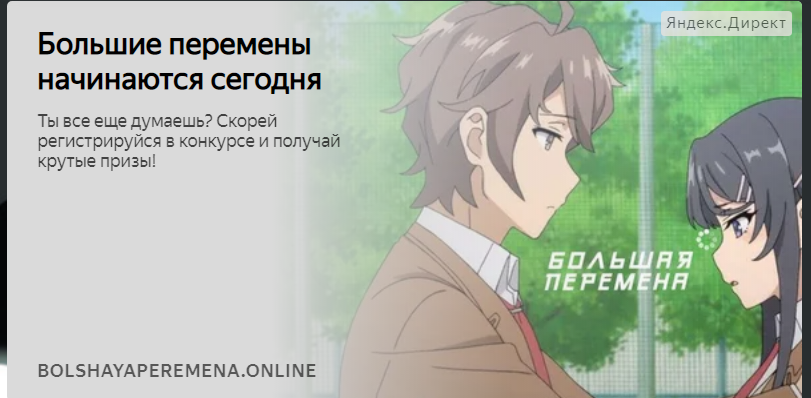 Яндекс.Директ
Большие перемены
начинаются сегодня
Ты все еще думаешь? Скорей
регистрируйся в конкурсе и получай
крутые призы!
БОЛЬШАЯ
ПЕРЕМЕНА
BOLSHAYAPEREMENA.ONLINE